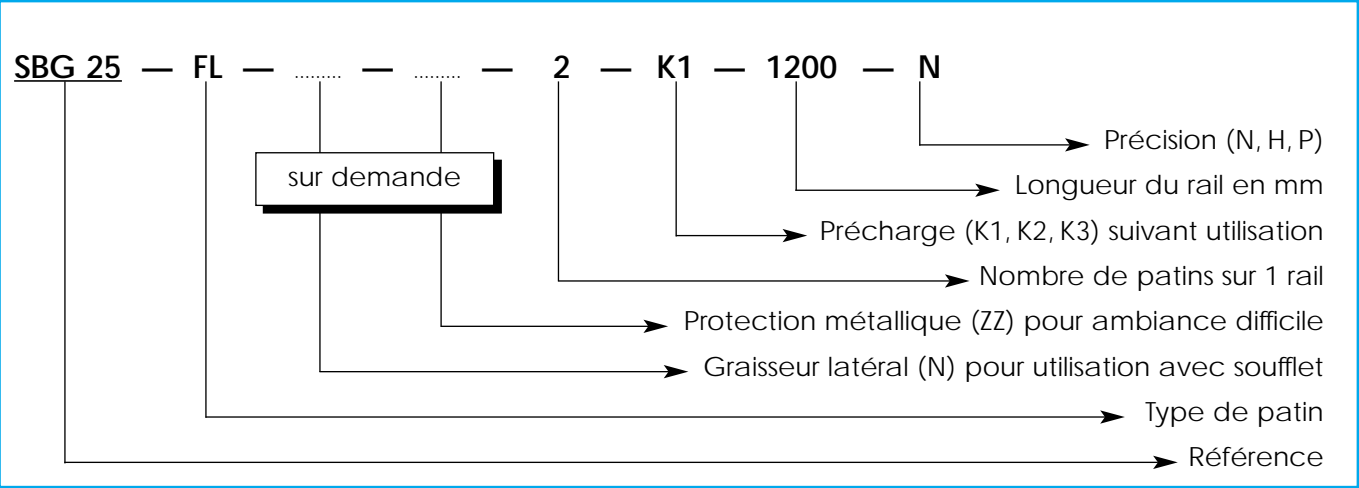 SBG 25 — FL — ......... — ......... — 2 — K1 — 1200 — N
Précision (N, H, P)
sur demande
Longueur du rail en mm
Précharge (K1, K2, K3) suivant utilisation
Nombre de patins sur 1 rail
Protection métallique (ZZ) pour ambiance difficile
Graisseur latéral (N) pour utilisation avec soufflet
Type de patin
Référence